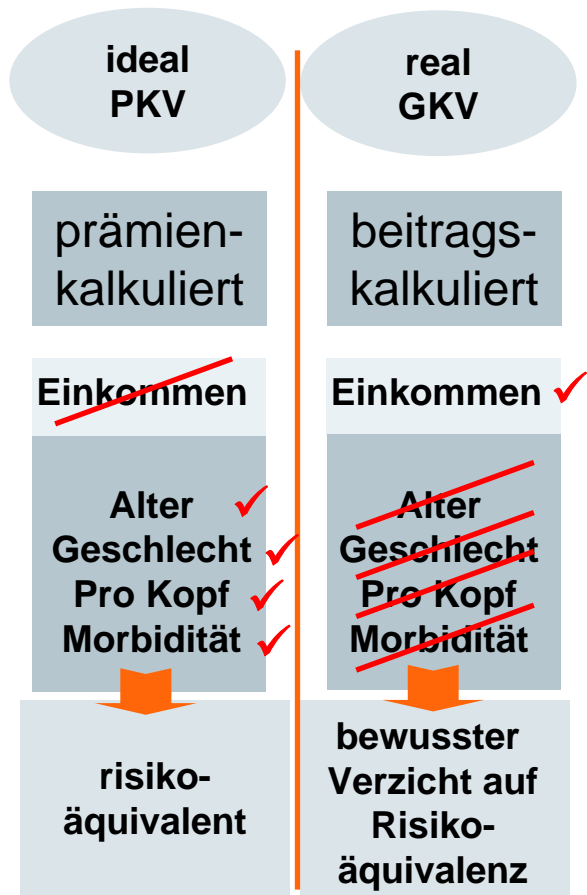 ideal
PKV
prämien-
kalkuliert
Einkommen
Alter
Geschlecht
Pro Kopf
Morbidität
risiko-
äquivalent
real
GKV
beitrags-
kalkuliert
Einkommen
Alter
Geschlecht
Pro Kopf
Morbidität
bewusster
Verzicht auf
Risiko-
äquivalenz